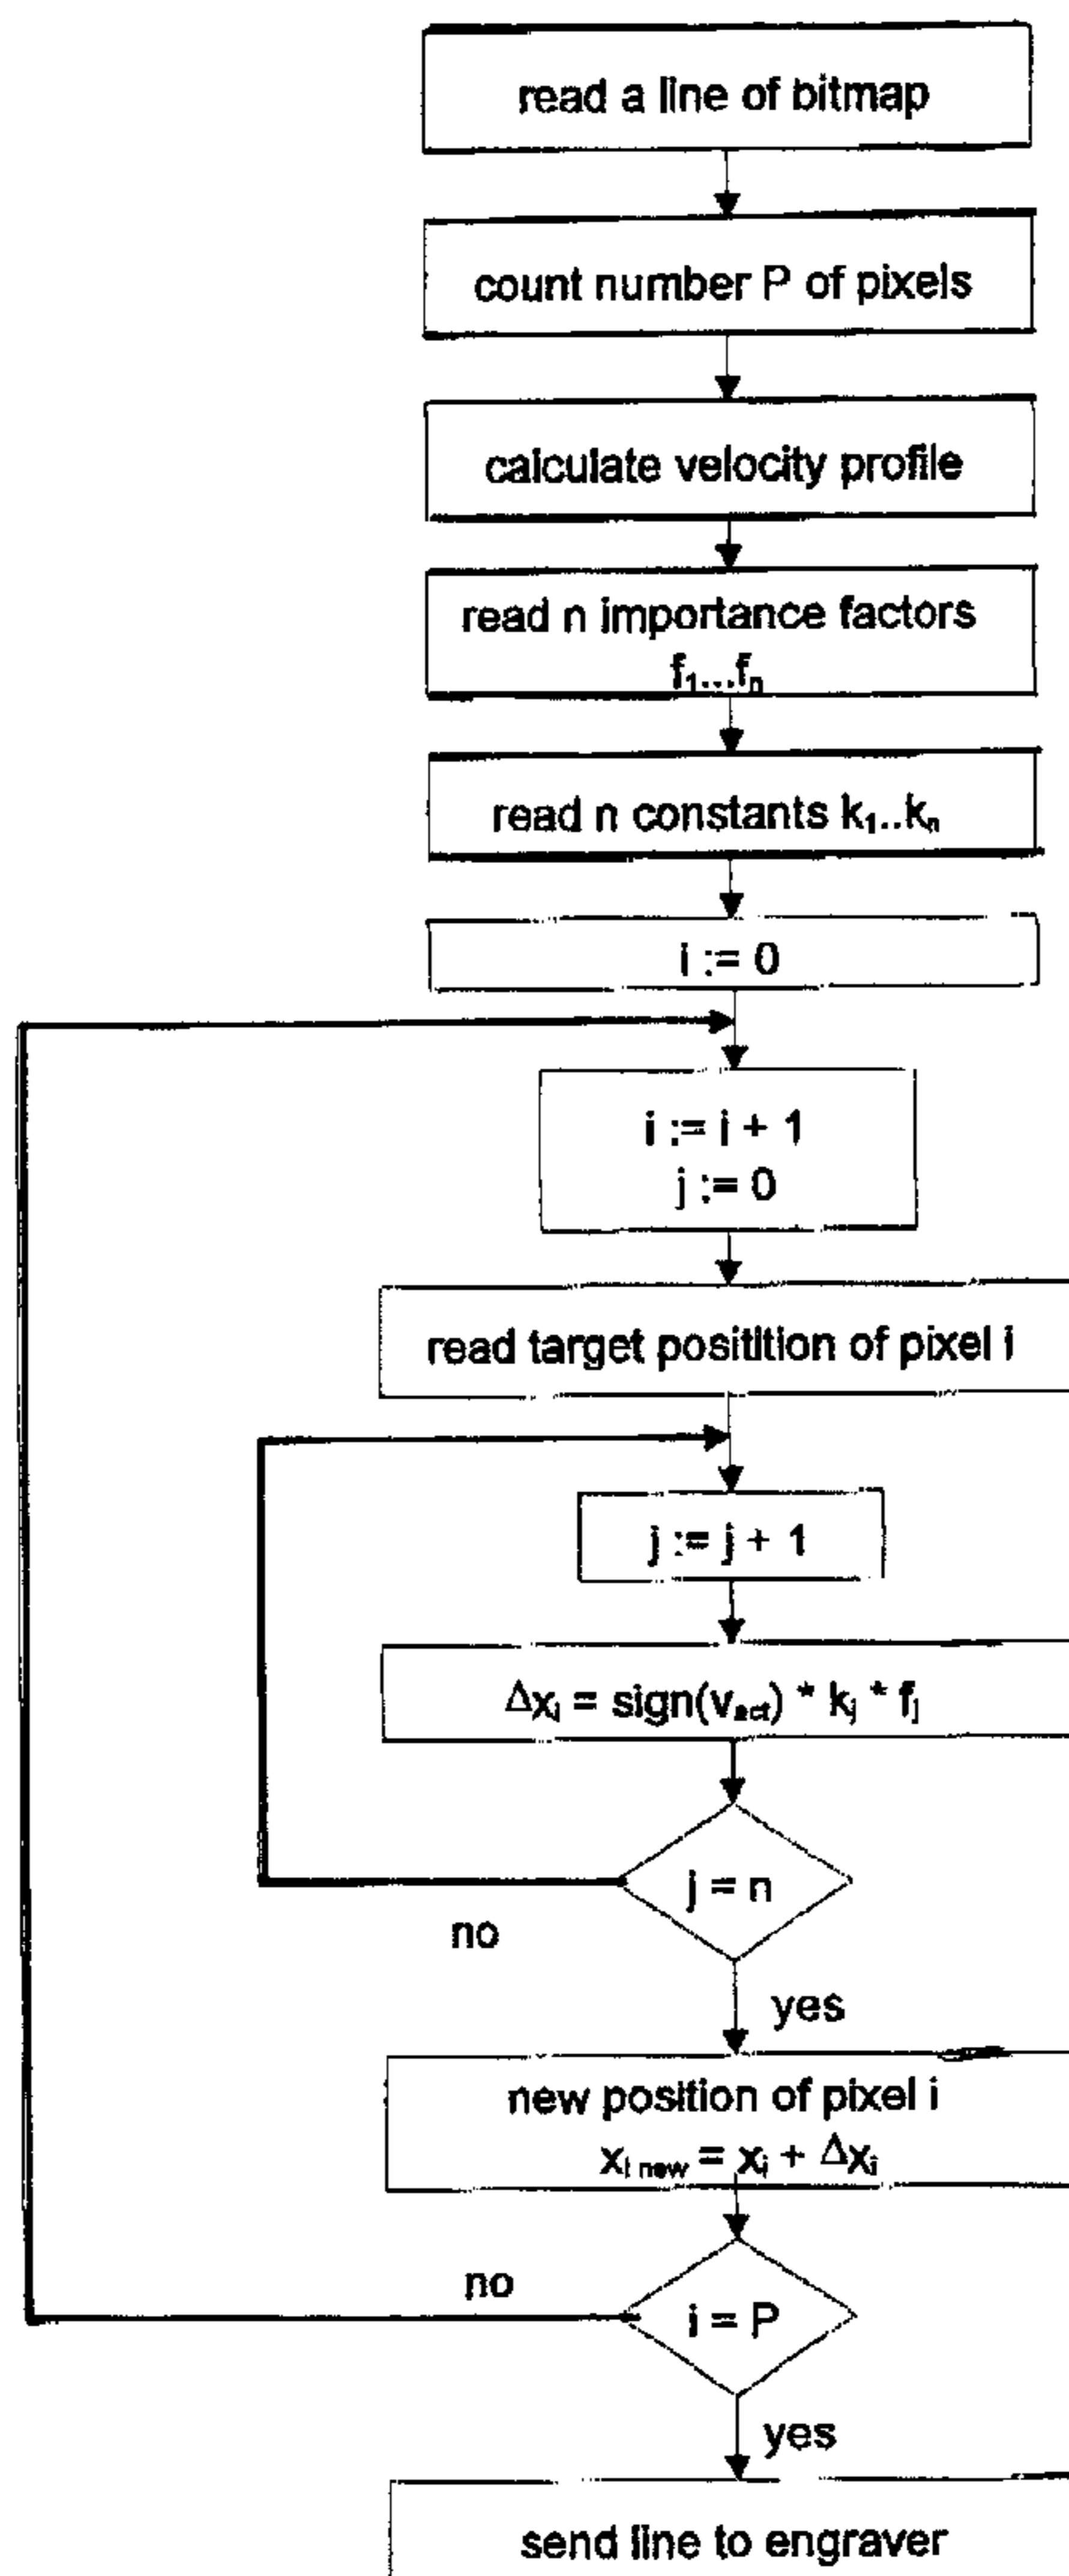 read a line of bitmap
count number P of pixels
calculate velocity profile
read n importance factors
f₁...fₙ
read n constants k₁..kₙ
i := 0
i := i + 1
j := 0
read target positition of pixel i
j := j + 1
Δxᵢ = sign(v_act) * kⱼ * fⱼ
j = n
no
yes
new position of pixel i
xᵢ new = xᵢ + Δxᵢ
no
i = P
yes
send line to engraver